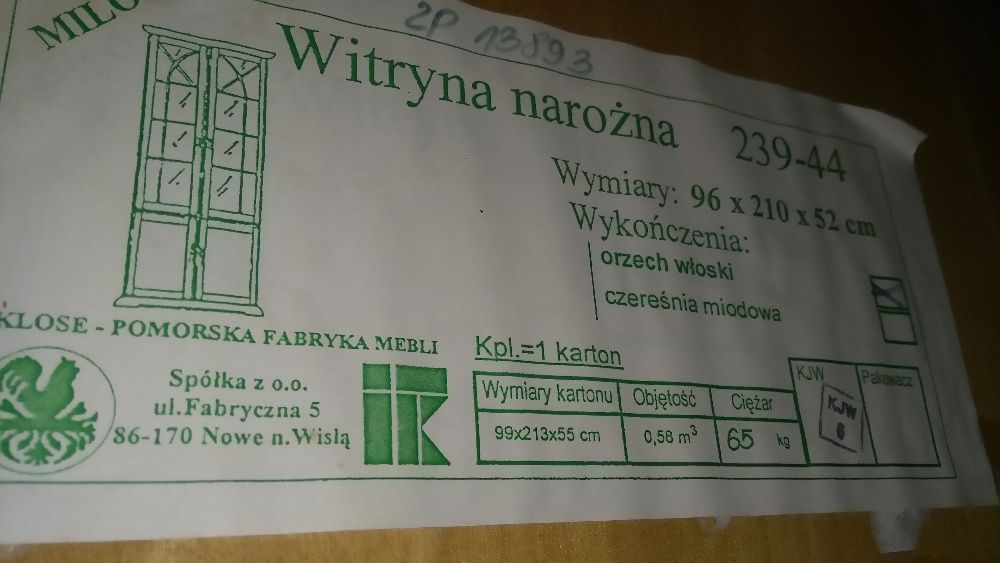 2P 13893
Witryna narożna 239-44
Wymiary: 96 x 210 x 52 cm
Wykończenia:
orzech włoski
czereśnia miodowa
KLOSE - POMORSKA FABRYKA MEBLI
Spółka z o.o.
ul.Fabryczna 5
86-170 Nowe n.Wisłą
Kpl.=1 karton
Wymiary kartonu Objętość Ciężar
99x213x55 cm 0,58 m³ 65 kg
KJW Pakowacz
KJW
6